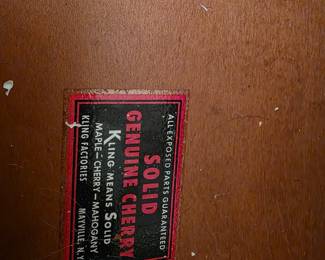 ALL EXPOSED PARTS GUARANTEED
SOLID
GENUINE CHERRY
KLING MEANS SOLID
MAPLE-CHERRY-MAHOGANY
KLING FACTORIES MAYVILLE, N.Y.